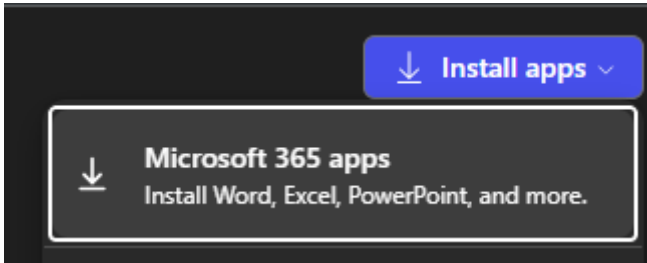 Install apps
Microsoft 365 apps
Install Word, Excel, PowerPoint, and more.